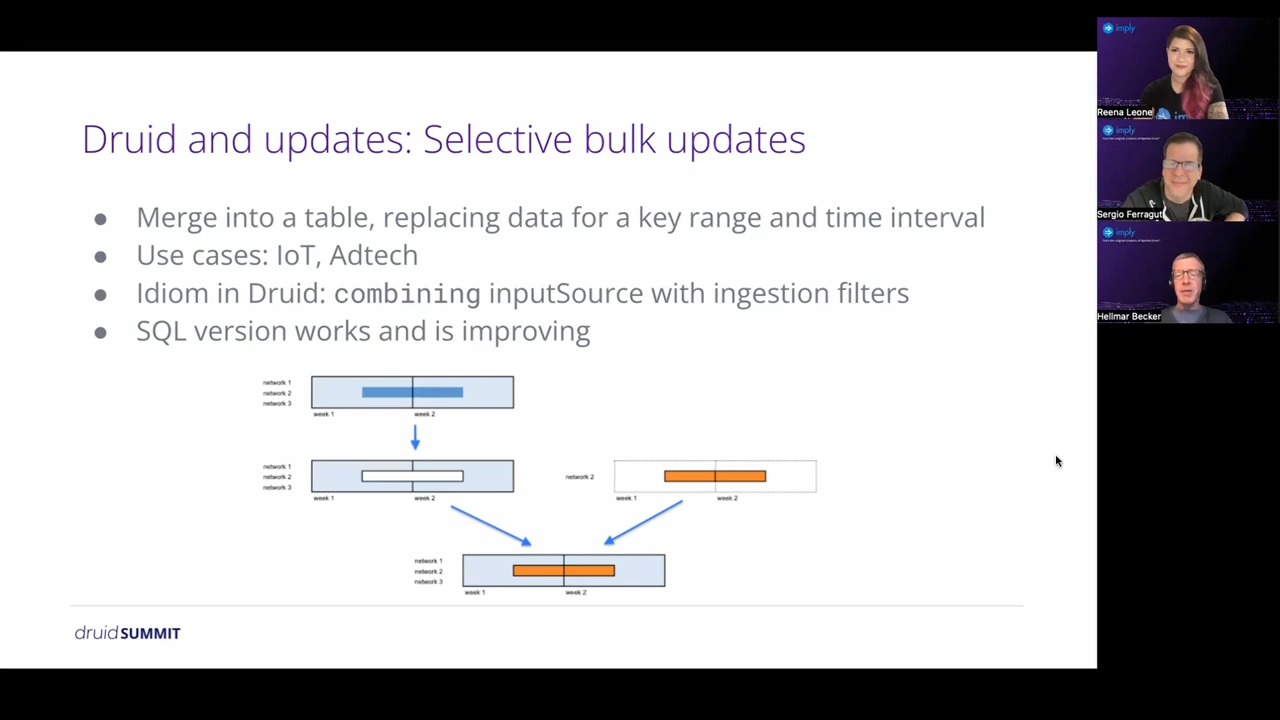 Druid and updates: Selective bulk updates
● Merge into a table, replacing data for a key range and time interval
● Use cases: IoT, Adtech
● Idiom in Druid: combining inputSource with ingestion filters
● SQL version works and is improving
network 1
network 2
network 3
week 1 week 2
network 1
network 2
network 3
week 1 week 2
network 2
week 1 week 2
network 1
network 2
network 3
week 1 week 2
druidSUMMIT
imply
Reena Leone
imply
Sergio Ferragut
imply
Hellmar Becker